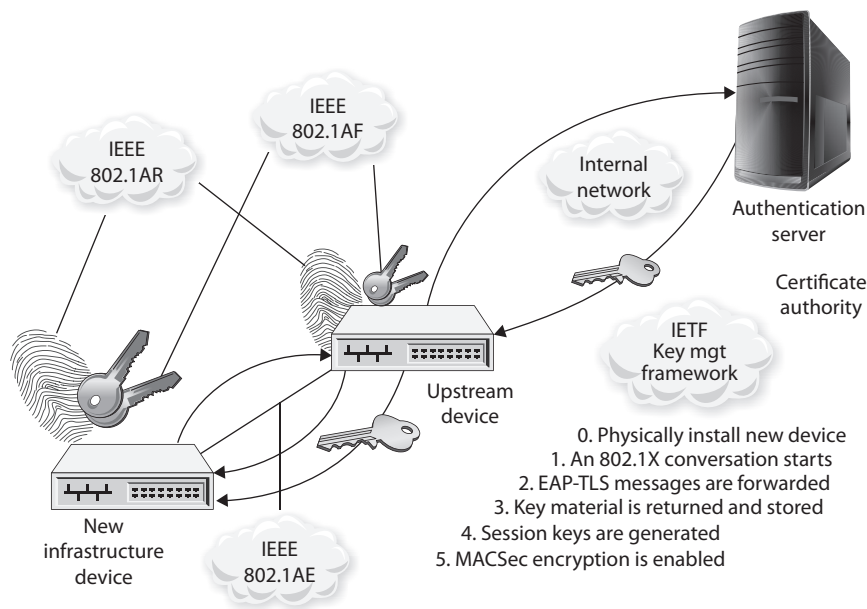 IEEE
802.1AR
IEEE
802.1AF
Internal
network
Authentication
server
Certificate
authority
IETF
Key mgt
framework
Upstream
device
New
infrastructure
device
IEEE
802.1AE
0. Physically install new device
1. An 802.1X conversation starts
2. EAP-TLS messages are forwarded
3. Key material is returned and stored
4. Session keys are generated
5. MACSec encryption is enabled